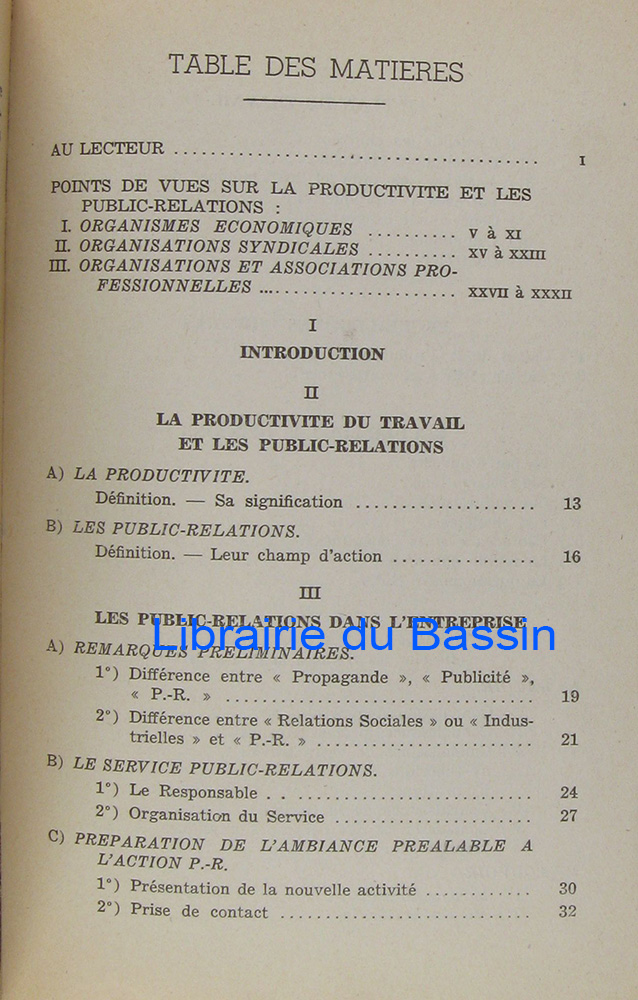 TABLE DES MATIERES
AU LECTEUR ........................................ I
POINTS DE VUES SUR LA PRODUCTIVITE ET LES
PUBLIC-RELATIONS :
I. ORGANISMES ECONOMIQUES .......... V à XI
II. ORGANISATIONS SYNDICALES .......... XV à XXIII
III. ORGANISATIONS ET ASSOCIATIONS PRO-
FESSIONNELLES ...................... XXVII à XXXII
I
INTRODUCTION
II
LA PRODUCTIVITE DU TRAVAIL
ET LES PUBLIC-RELATIONS
A) LA PRODUCTIVITE.
Définition. — Sa signification .................... 13
B) LES PUBLIC-RELATIONS.
Définition. — Leur champ d'action ................ 16
III
LES PUBLIC-RELATIONS DANS L'ENTREPRISE
Librairie du Bassin
A) REMARQUES PRELIMINAIRES.
1°) Différence entre « Propagande », « Publicité »,
« P.-R. » .................................. 19
2°) Différence entre « Relations Sociales » ou « Indus-
trielles » et « P.-R. » ........................ 21
B) LE SERVICE PUBLIC-RELATIONS.
1°) Le Responsable . . .......................... 24
2°) Organisation du Service ...................... 27
C) PREPARATION DE L'AMBIANCE PREALABLE A
L'ACTION P.-R.
1°) Présentation de la nouvelle activité ............ 30
2°) Prise de contact ............................ 32